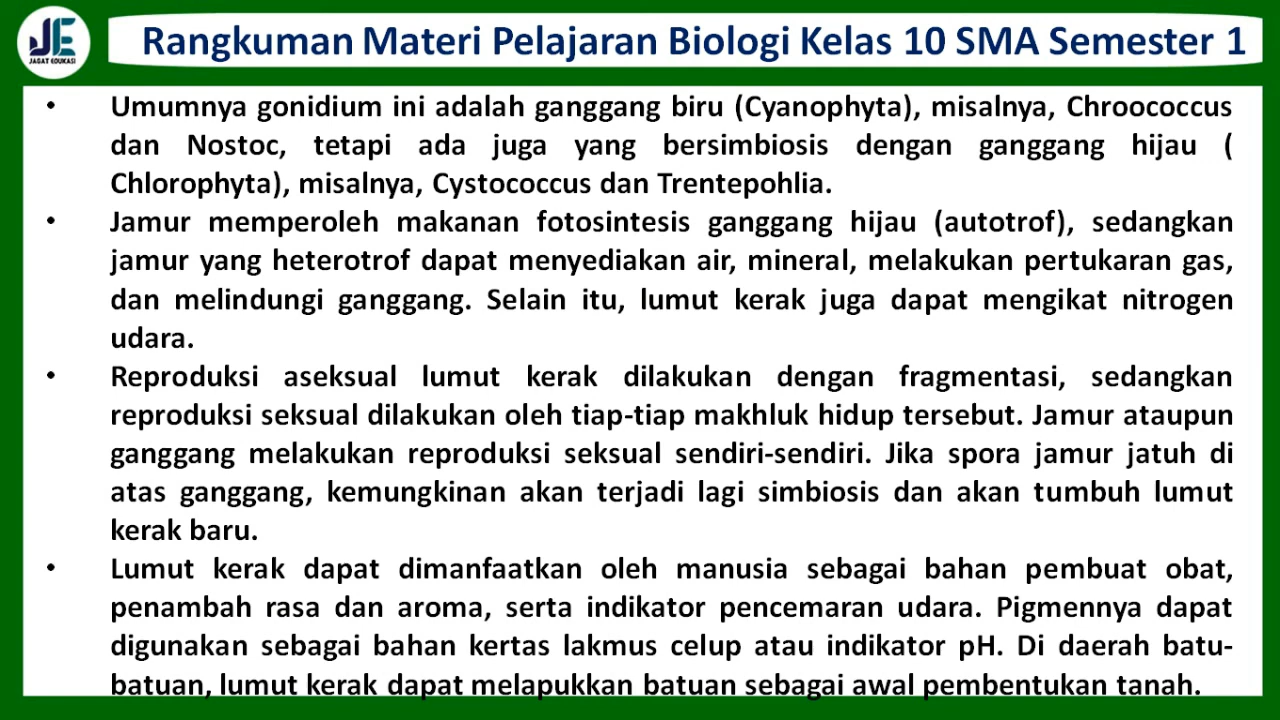 JE
JAGAT EDUKASI
Rangkuman Materi Pelajaran Biologi Kelas 10 SMA Semester 1
• Umumnya gonidium ini adalah ganggang biru (Cyanophyta), misalnya, Chroococcus
dan Nostoc, tetapi ada juga yang bersimbiosis dengan ganggang hijau (
Chlorophyta), misalnya, Cystococcus dan Trentepohlia.
• Jamur memperoleh makanan fotosintesis ganggang hijau (autotrof), sedangkan
jamur yang heterotrof dapat menyediakan air, mineral, melakukan pertukaran gas,
dan melindungi ganggang. Selain itu, lumut kerak juga dapat mengikat nitrogen
udara.
• Reproduksi aseksual lumut kerak dilakukan dengan fragmentasi, sedangkan
reproduksi seksual dilakukan oleh tiap-tiap makhluk hidup tersebut. Jamur ataupun
ganggang melakukan reproduksi seksual sendiri-sendiri. Jika spora jamur jatuh di
atas ganggang, kemungkinan akan terjadi lagi simbiosis dan akan tumbuh lumut
kerak baru.
• Lumut kerak dapat dimanfaatkan oleh manusia sebagai bahan pembuat obat,
penambah rasa dan aroma, serta indikator pencemaran udara. Pigmennya dapat
digunakan sebagai bahan kertas lakmus celup atau indikator pH. Di daerah batu-
batuan, lumut kerak dapat melapukkan batuan sebagai awal pembentukan tanah.